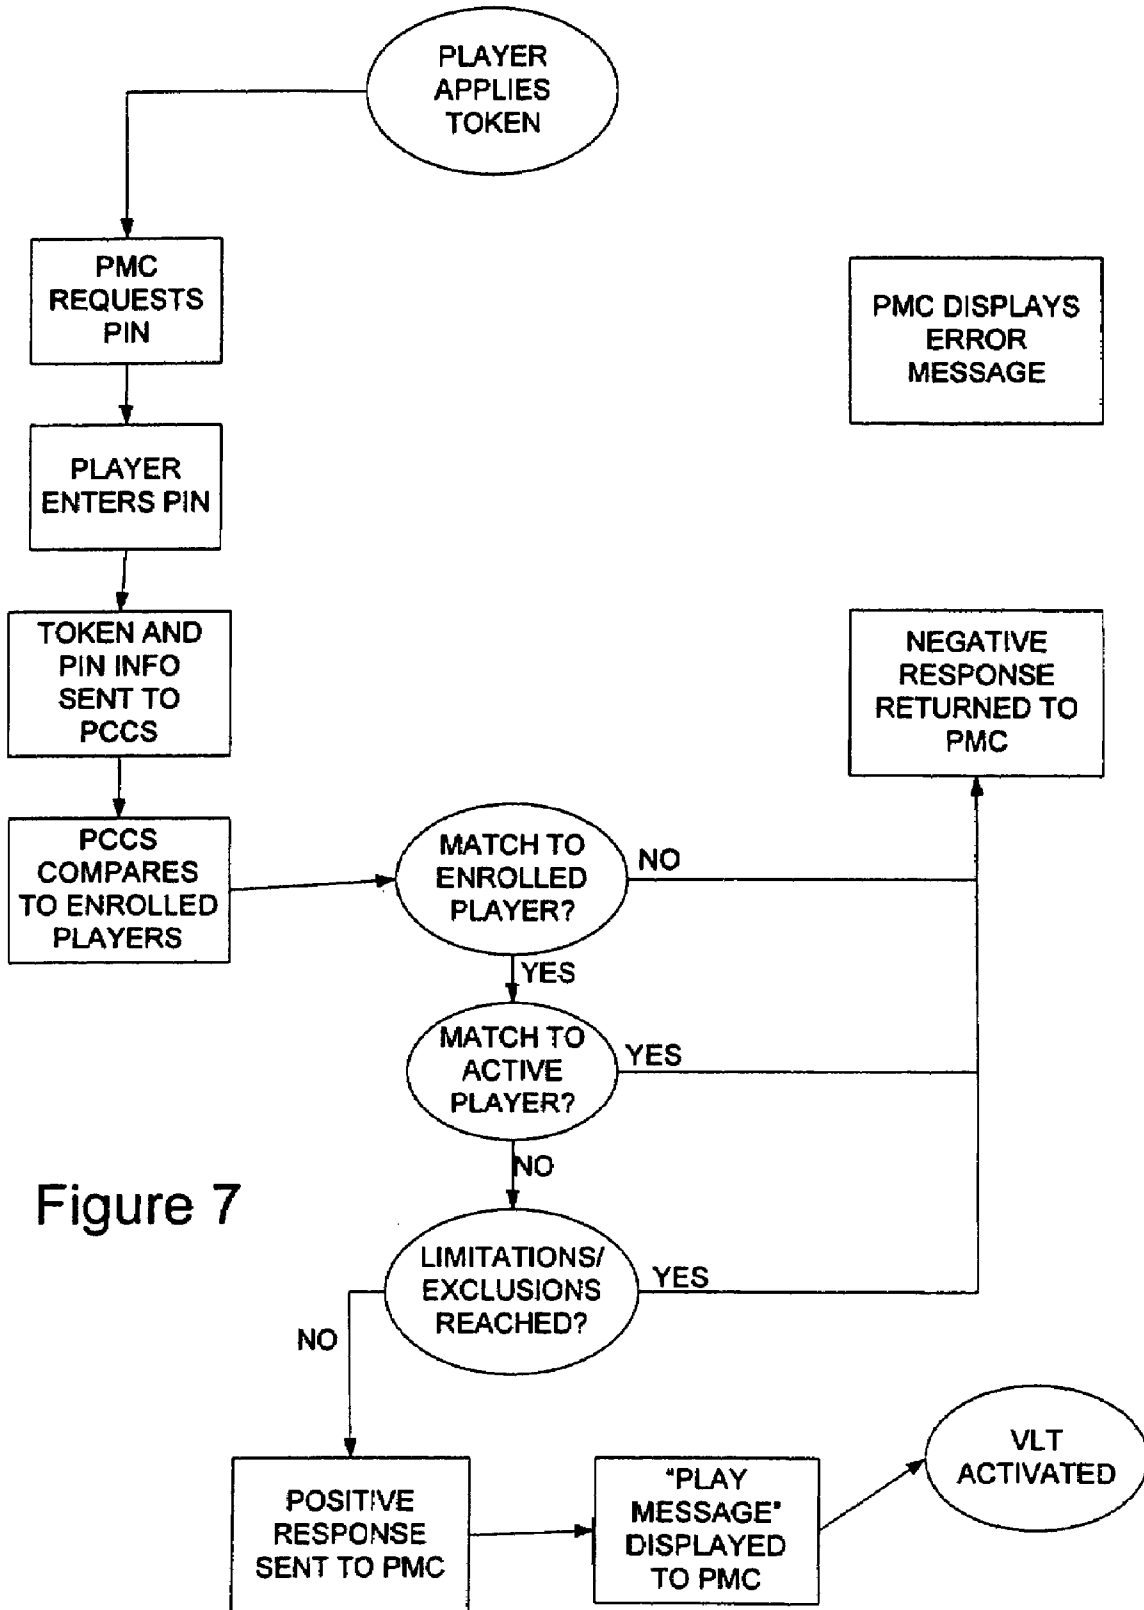 PLAYER
APPLIES
TOKEN
PMC
REQUESTS
PIN
PMC DISPLAYS
ERROR
MESSAGE
PLAYER
ENTERS PIN
TOKEN AND
PIN INFO
SENT TO
PCCS
NEGATIVE
RESPONSE
RETURNED TO
PMC
PCCS
COMPARES
TO ENROLLED
PLAYERS
MATCH TO
ENROLLED
PLAYER?
NO
YES
MATCH TO
ACTIVE
PLAYER?
YES
NO
Figure 7
LIMITATIONS/
EXCLUSIONS
REACHED?
YES
NO
POSITIVE
RESPONSE
SENT TO PMC
"PLAY
MESSAGE"
DISPLAYED
TO PMC
VLT
ACTIVATED